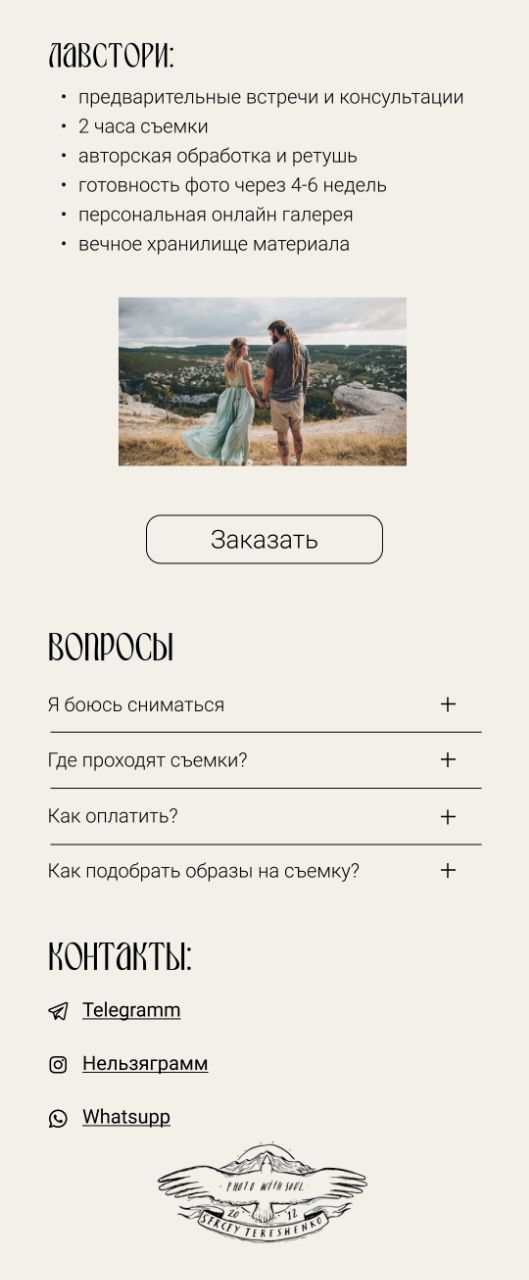 ЛАВСТОРИ:
• предварительные встречи и консультации
• 2 часа съемки
• авторская обработка и ретушь
• готовность фото через 4-6 недель
• персональная онлайн галерея
• вечное хранилище материала
Заказать
ВОПРОСЫ
Я боюсь сниматься
Где проходят съемки?
Как оплатить?
Как подобрать образы на съемку?
КОНТАКТЫ:
Telegramm
Нельзяграмм
Whatsupp
· PHOTO WITH SOUL ·
20 12
SERGEY TERESHENKO